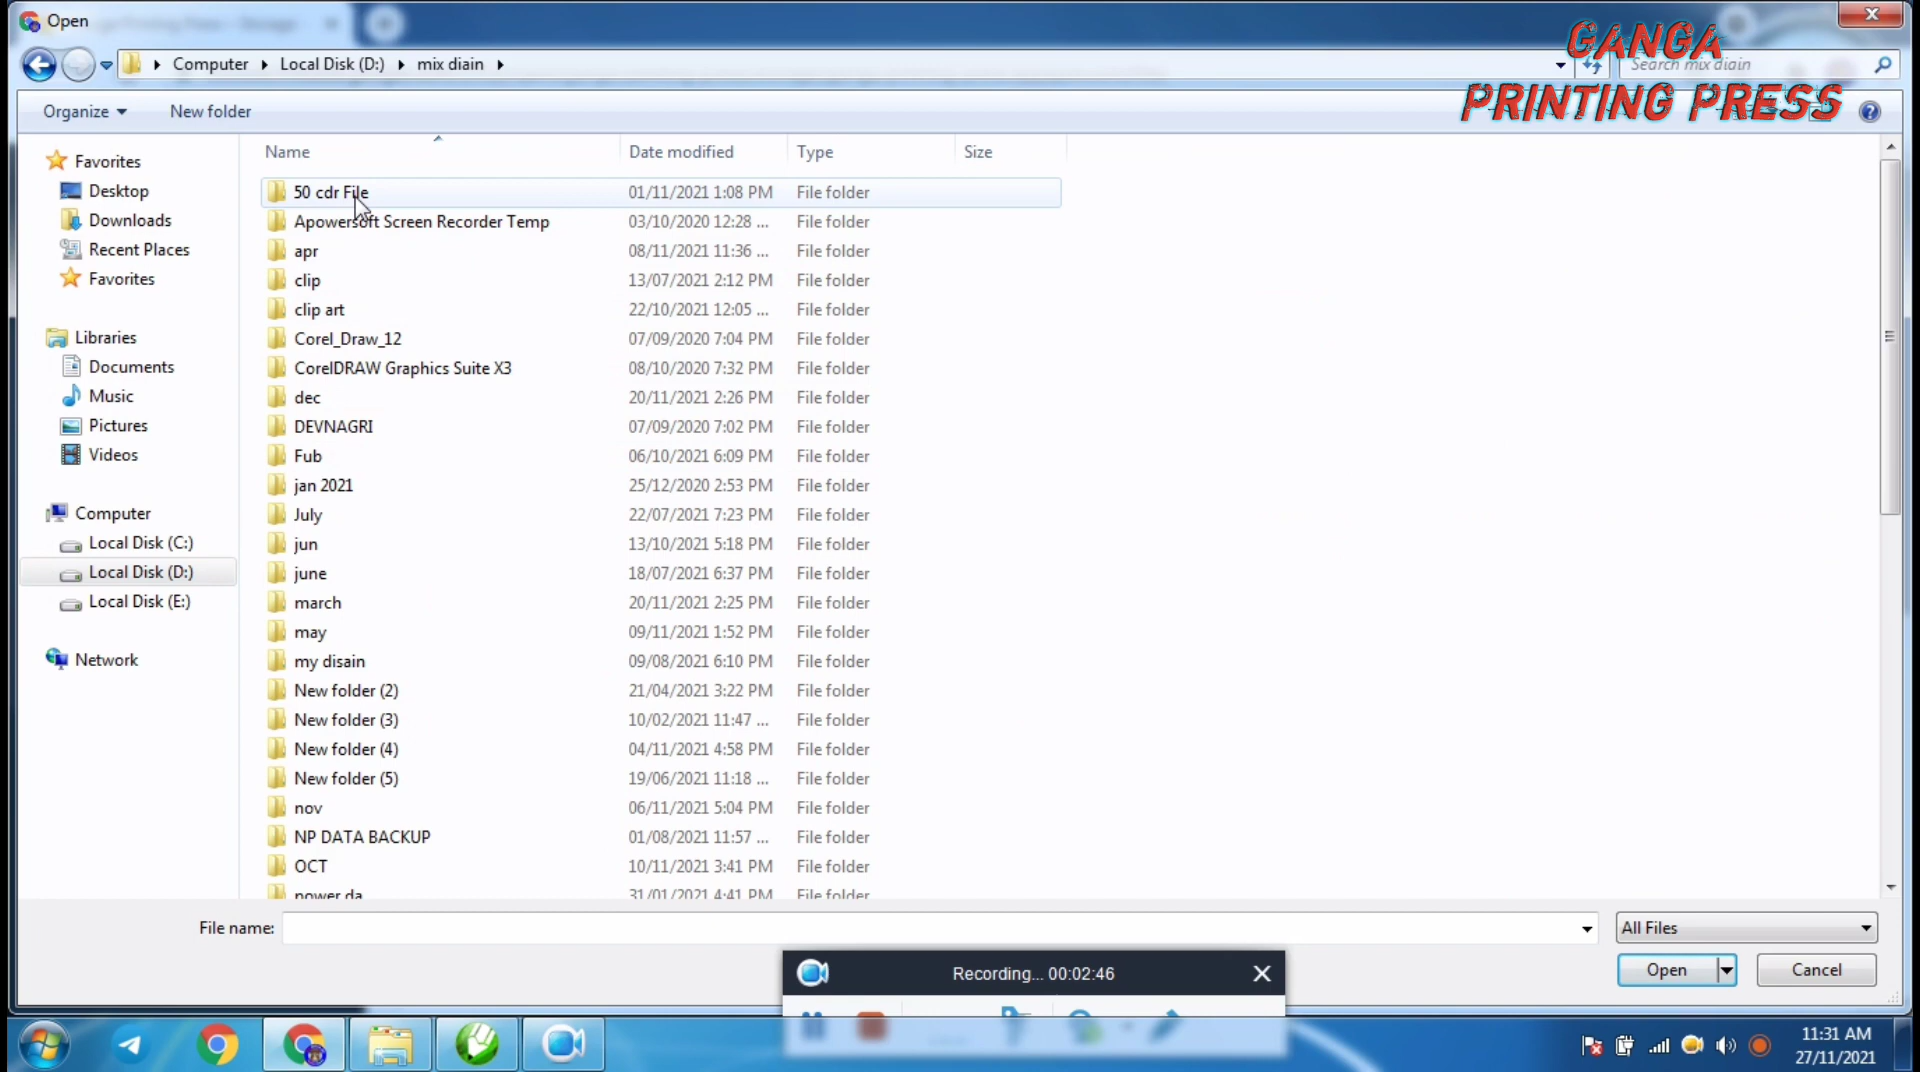 Open
GANGA
PRINTING PRESS
Computer Local Disk (D:) mix diain
Search mix diain
Organize New folder
Favorites
Desktop
Downloads
Recent Places
Favorites
Libraries
Documents
Music
Pictures
Videos
Computer
Local Disk (C:)
Local Disk (D:)
Local Disk (E:)
Network
Name Date modified Type Size
50 cdr File 01/11/2021 1:08 PM File folder
Apowersoft Screen Recorder Temp 03/10/2020 12:28 ... File folder
apr 08/11/2021 11:36 ... File folder
clip 13/07/2021 2:12 PM File folder
clip art 22/10/2021 12:05 ... File folder
Corel_Draw_12 07/09/2020 7:04 PM File folder
CorelDRAW Graphics Suite X3 08/10/2020 7:32 PM File folder
dec 20/11/2021 2:26 PM File folder
DEVNAGRI 07/09/2020 7:02 PM File folder
Fub 06/10/2021 6:09 PM File folder
jan 2021 25/12/2020 2:53 PM File folder
July 22/07/2021 7:23 PM File folder
jun 13/10/2021 5:18 PM File folder
june 18/07/2021 6:37 PM File folder
march 20/11/2021 2:25 PM File folder
may 09/11/2021 1:52 PM File folder
my disain 09/08/2021 6:10 PM File folder
New folder (2) 21/04/2021 3:22 PM File folder
New folder (3) 10/02/2021 11:47 ... File folder
New folder (4) 04/11/2021 4:58 PM File folder
New folder (5) 19/06/2021 11:18 ... File folder
nov 06/11/2021 5:04 PM File folder
NP DATA BACKUP 01/08/2021 11:57 ... File folder
OCT 10/11/2021 3:41 PM File folder
power da 31/01/2021 4:41 PM File folder
File name: All Files
Open Cancel
Recording... 00:02:46
11:31 AM
27/11/2021